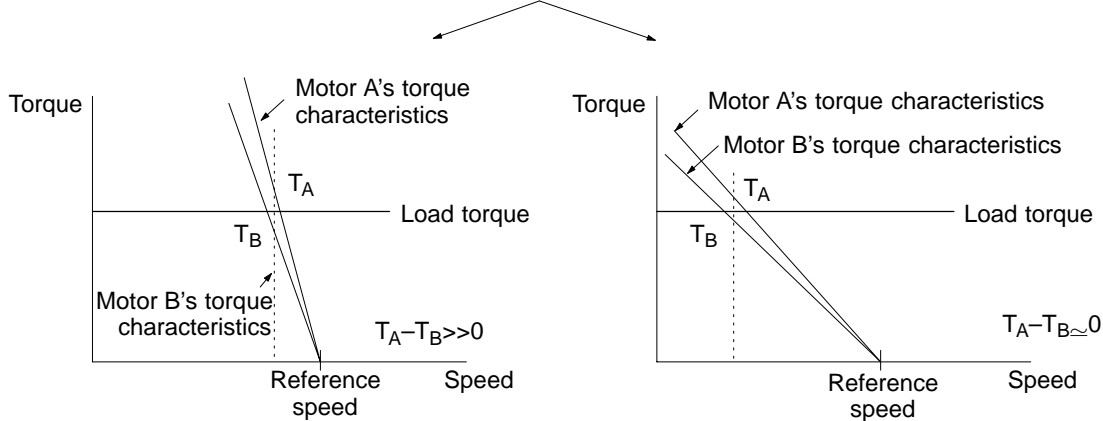 Torque
Motor A's torque
characteristics
T_A
Load torque
T_B
Motor B's torque
characteristics
T_A–T_B>>0
Reference
speed
Speed
Torque
Motor A's torque characteristics
Motor B's torque characteristics
T_A
Load torque
T_B
T_A–T_B≃0
Reference
speed
Speed